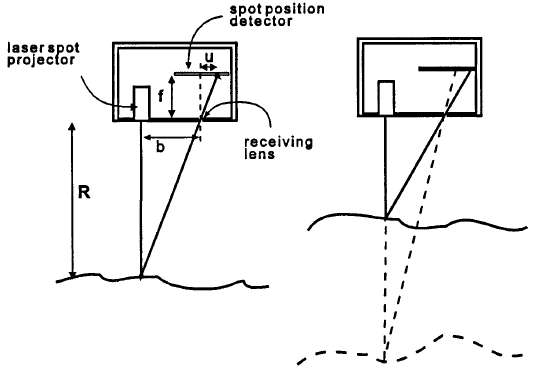 spot position
detector
laser spot
projector
u
f
b
receiving
lens
R